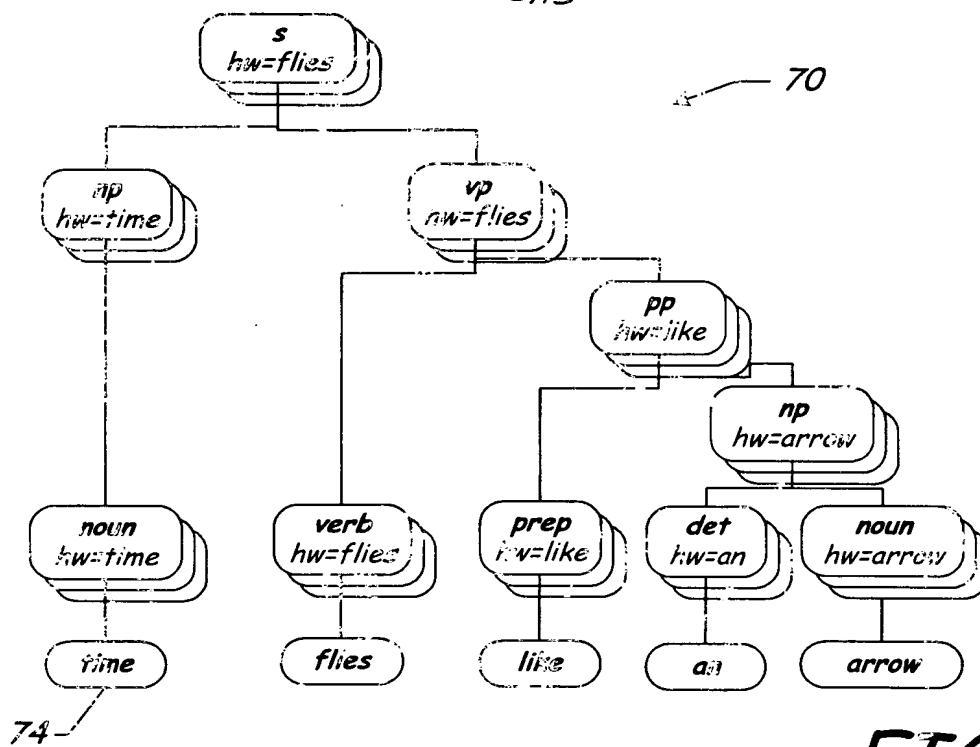 s
hw=flies
70
np
hw=time
vp
hw=flies
pp
hw=like
np
hw=arrow
noun
hw=time
verb
hw=flies
prep
hw=like
det
hw=an
noun
hw=arrow
time
flies
like
an
arrow
74